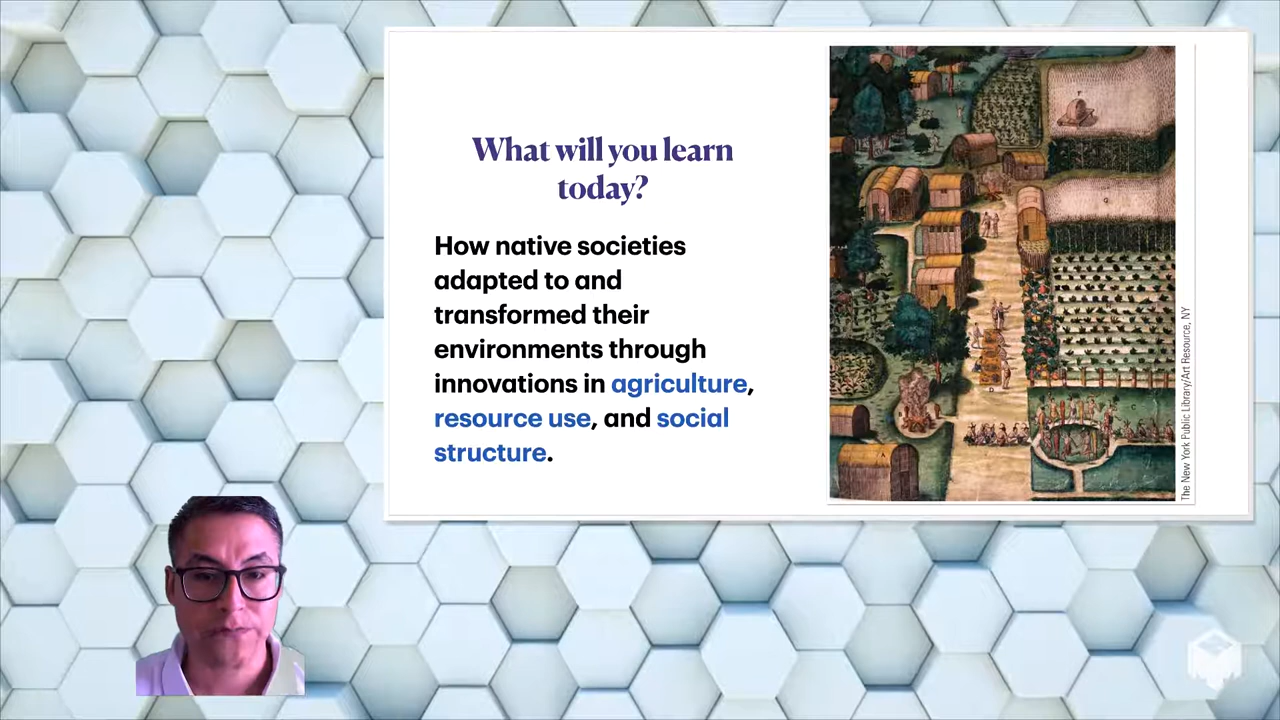 What will you learn
today?
How native societies
adapted to and
transformed their
environments through
innovations in agriculture,
resource use, and social
structure.
The New York Public Library/Art Resource, NY